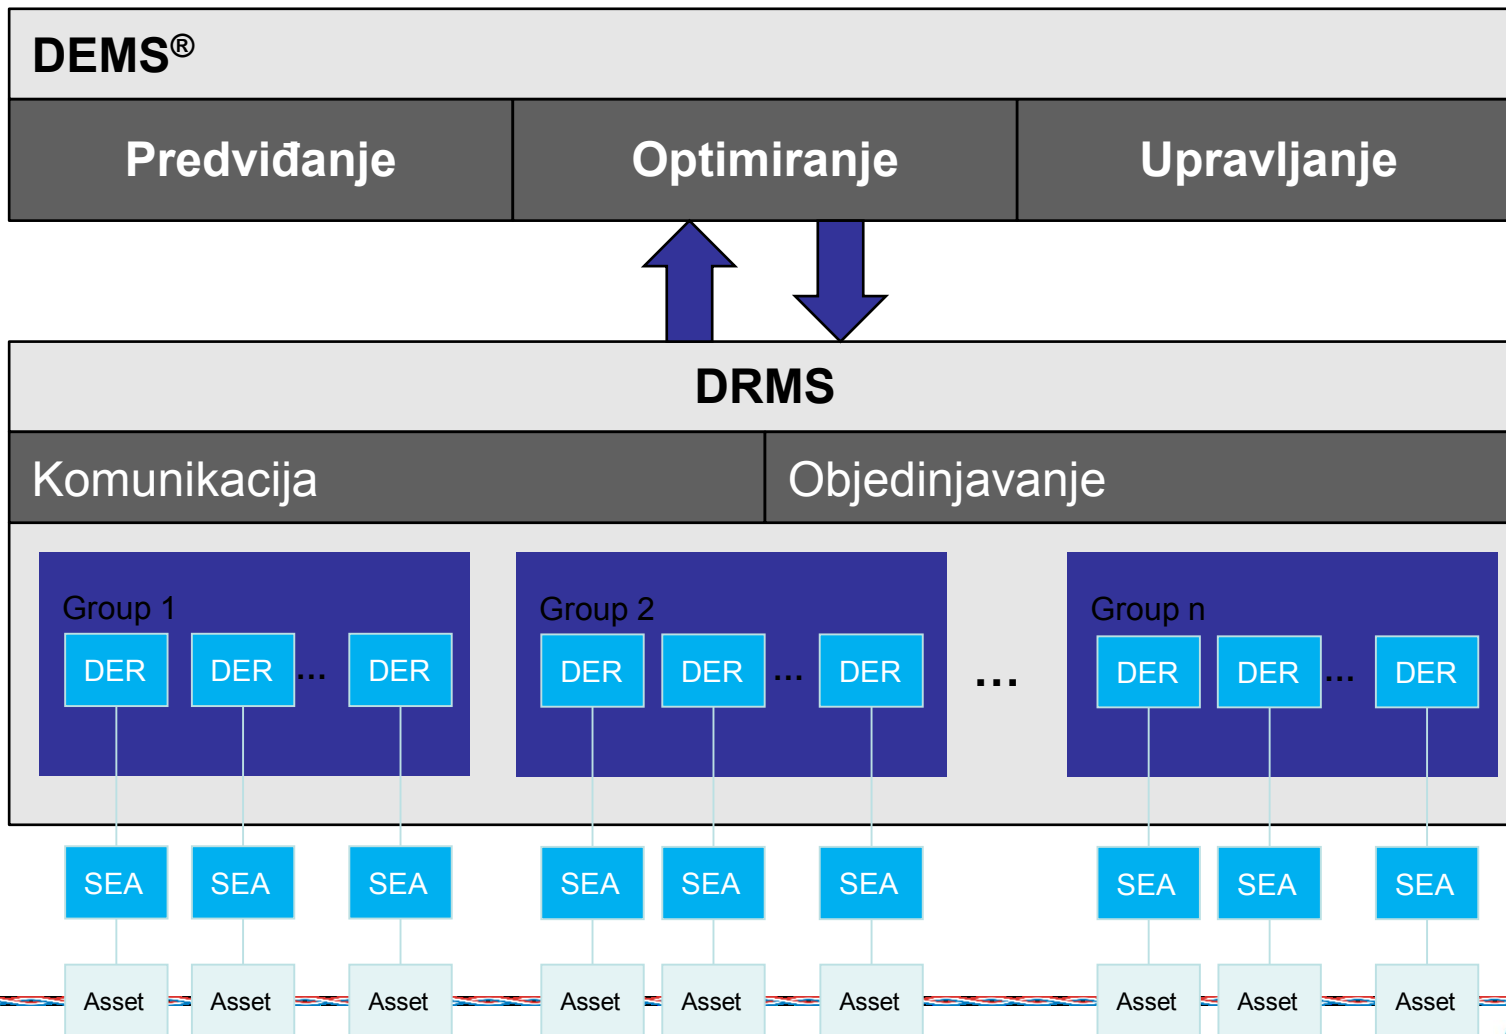 DEMS®
Predviđanje Optimiranje Upravljanje
DRMS
Komunikacija Objedinjavanje
Group 1 Group 2 Group n
DER DER ... DER DER DER ... DER ... DER DER ... DER
SEA SEA SEA SEA SEA SEA SEA SEA SEA
Asset Asset Asset Asset Asset Asset Asset Asset Asset